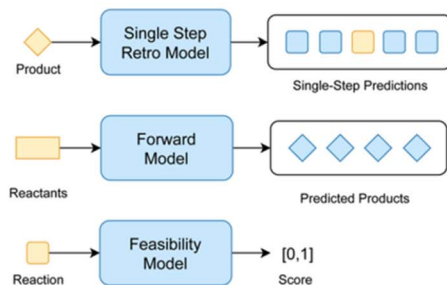 Product
Single Step
Retro Model
Single-Step Predictions
Reactants
Forward
Model
Predicted Products
Reaction
Feasibility
Model
[0,1]
Score